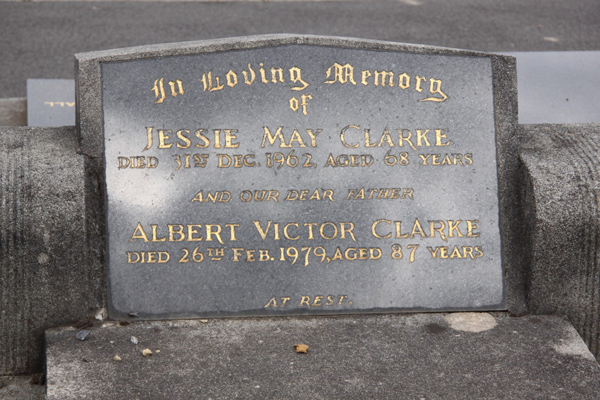 In Loving Memory
of
JESSIE MAY CLARKE
DIED 31ST DEC. 1962, AGED 68 YEARS
AND OUR DEAR FATHER
ALBERT VICTOR CLARKE
DIED 26TH FEB. 1979, AGED 87 YEARS
AT REST.